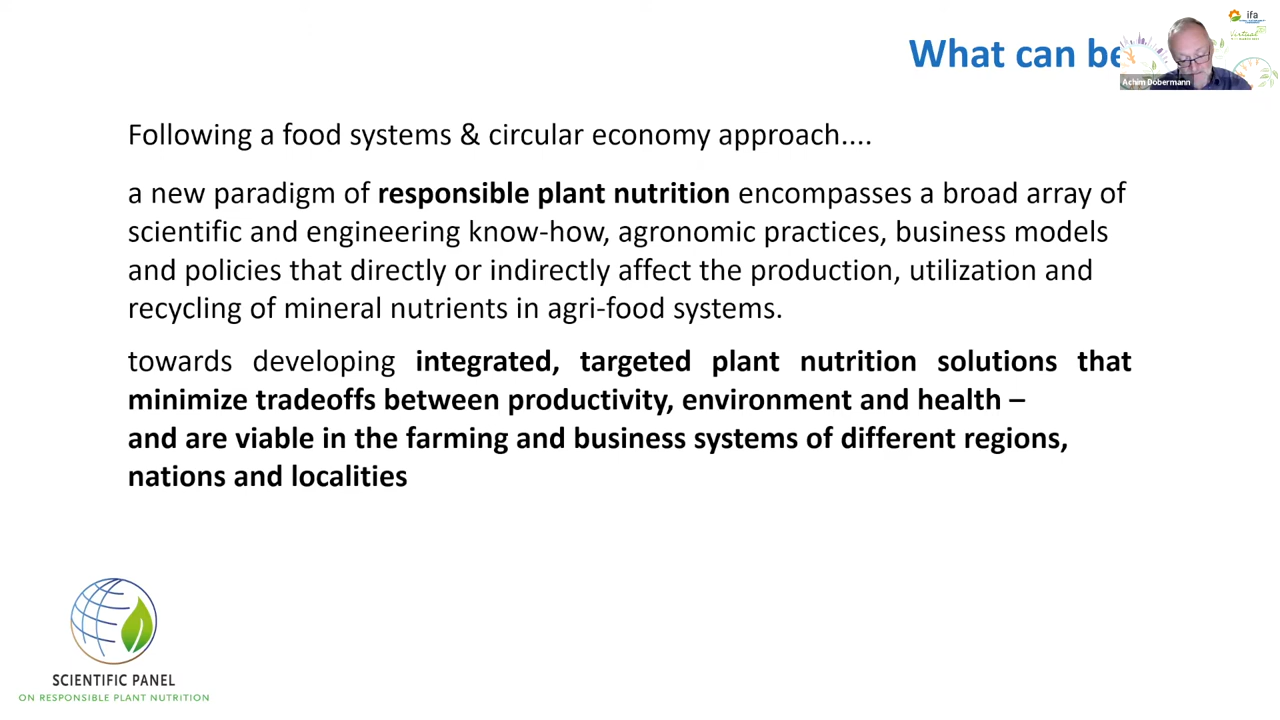 What can be
ifa
Achim Dobermann
Following a food systems & circular economy approach....
a new paradigm of responsible plant nutrition encompasses a broad array of
scientific and engineering know-how, agronomic practices, business models
and policies that directly or indirectly affect the production, utilization and
recycling of mineral nutrients in agri-food systems.
towards developing integrated, targeted plant nutrition solutions that
minimize tradeoffs between productivity, environment and health –
and are viable in the farming and business systems of different regions,
nations and localities
SCIENTIFIC PANEL
ON RESPONSIBLE PLANT NUTRITION